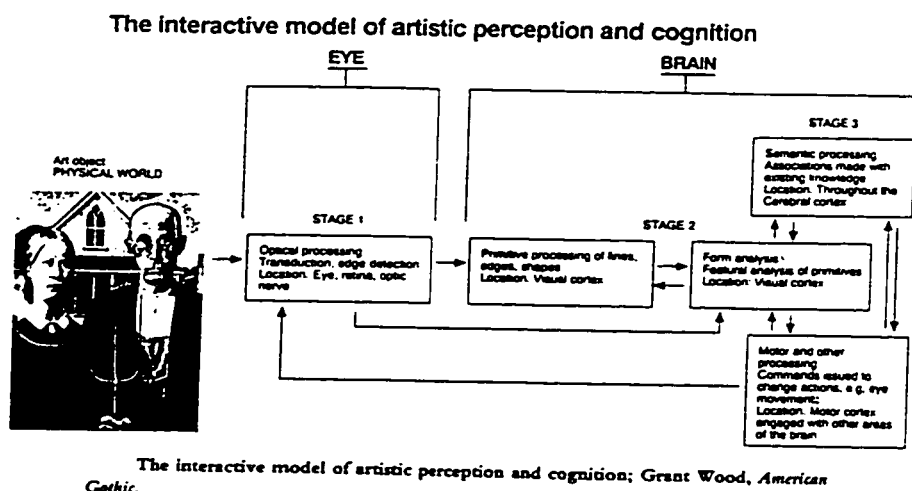 The interactive model of artistic perception and cognition
EYE
BRAIN
Art object
PHYSICAL WORLD
STAGE 1
Optical processing
Transduction, edge detection
Location. Eye, retina, optic
nerve
STAGE 2
Primitive processing of lines,
edges, shapes
Location. Visual cortex
Form analysis
Featural analysis of primitives
Location: Visual cortex
STAGE 3
Semantic processing
Associations made with
existing knowledge
Location. Throughout the
Cerebral cortex
Motor and other
processing
Commands issued to
change actions, e.g. eye
movement;
Location. Motor cortex
engaged with other areas
of the brain
The interactive model of artistic perception and cognition; Grant Wood, American
Gothic.